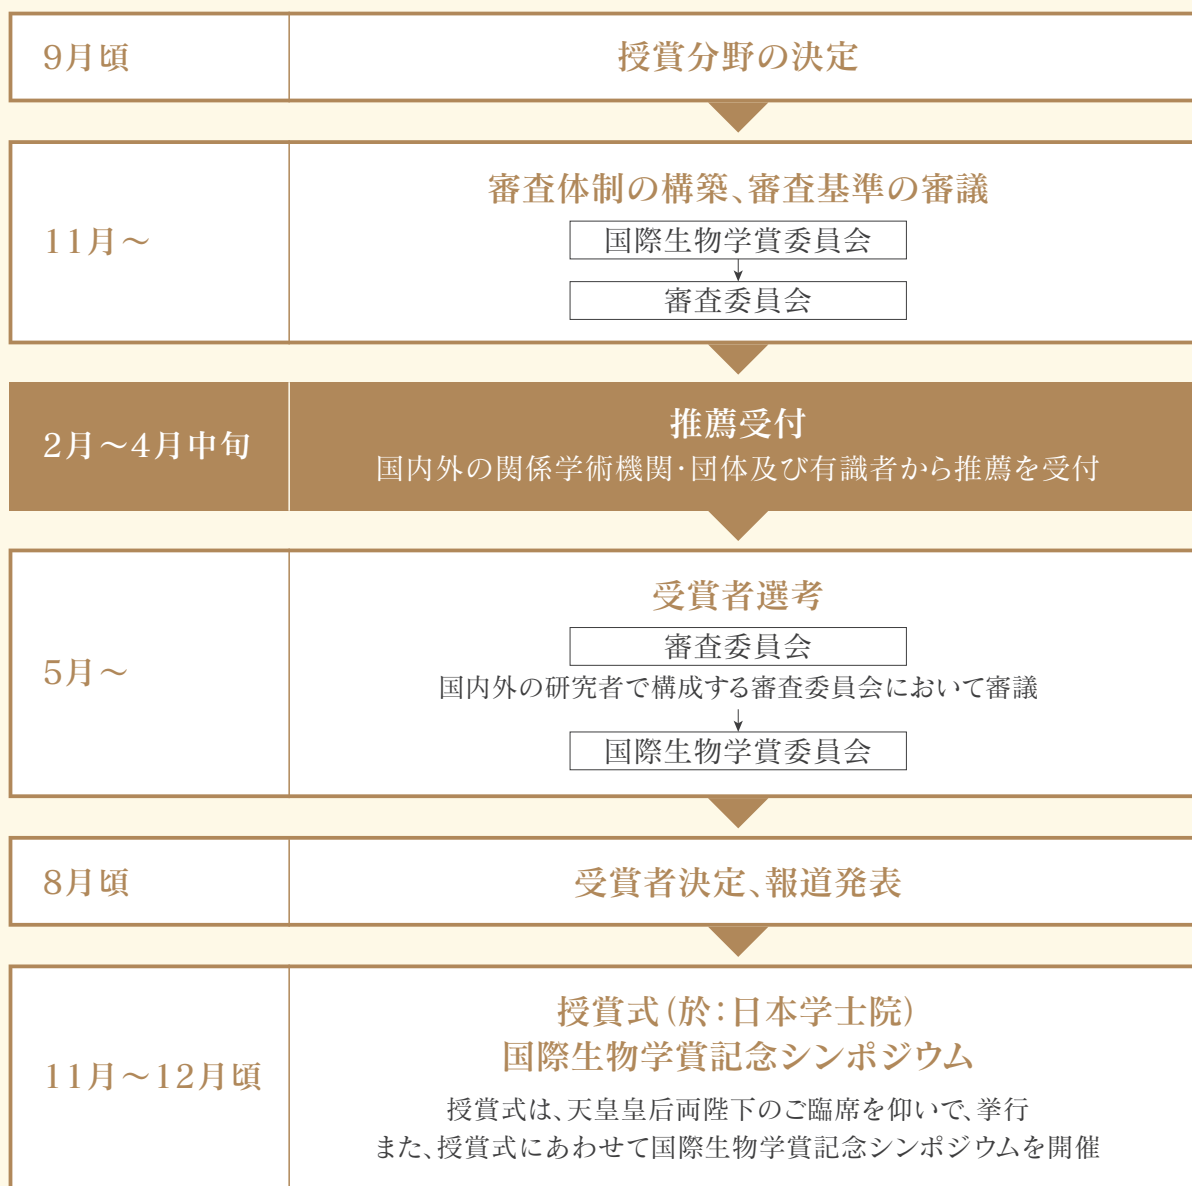 9月頃
授賞分野の決定
11月～
審査体制の構築、審査基準の審議
国際生物学賞委員会
審査委員会
2月～4月中旬
推薦受付
国内外の関係学術機関・団体及び有識者から推薦を受付
5月～
受賞者選考
審査委員会
国内外の研究者で構成する審査委員会において審議
国際生物学賞委員会
8月頃
受賞者決定、報道発表
11月～12月頃
授賞式（於：日本学士院）
国際生物学賞記念シンポジウム
授賞式は、天皇皇后両陛下のご臨席を仰いで、挙行
また、授賞式にあわせて国際生物学賞記念シンポジウムを開催